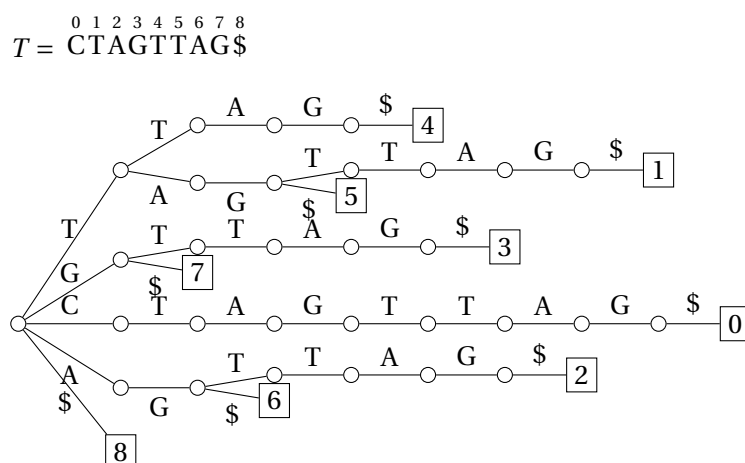 0 1 2 3 4 5 6 7 8
T = CTAGTTAG$
T A G $ 4
T T A G $ 1
A G $ 5
T
T T A G $ 3
G $ 7
C T A G T T A G $ 0
T T A G $ 2
A G $ 6
$ 8